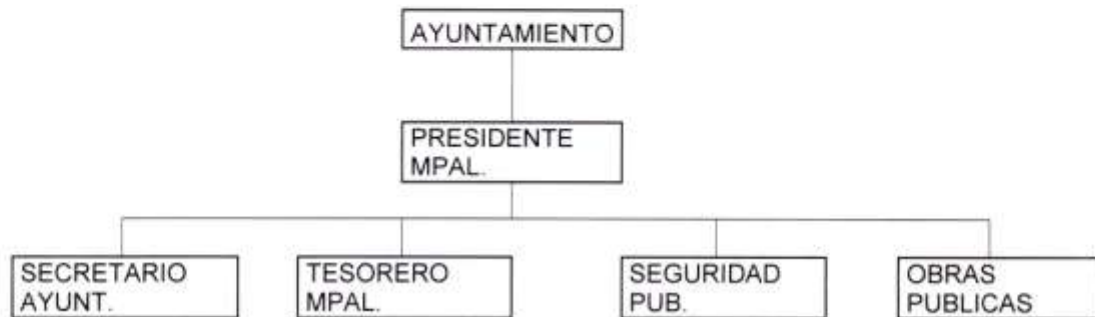 AYUNTAMIENTO
PRESIDENTE
MPAL.
SECRETARIO
AYUNT.
TESORERO
MPAL.
SEGURIDAD
PUB.
OBRAS
PUBLICAS